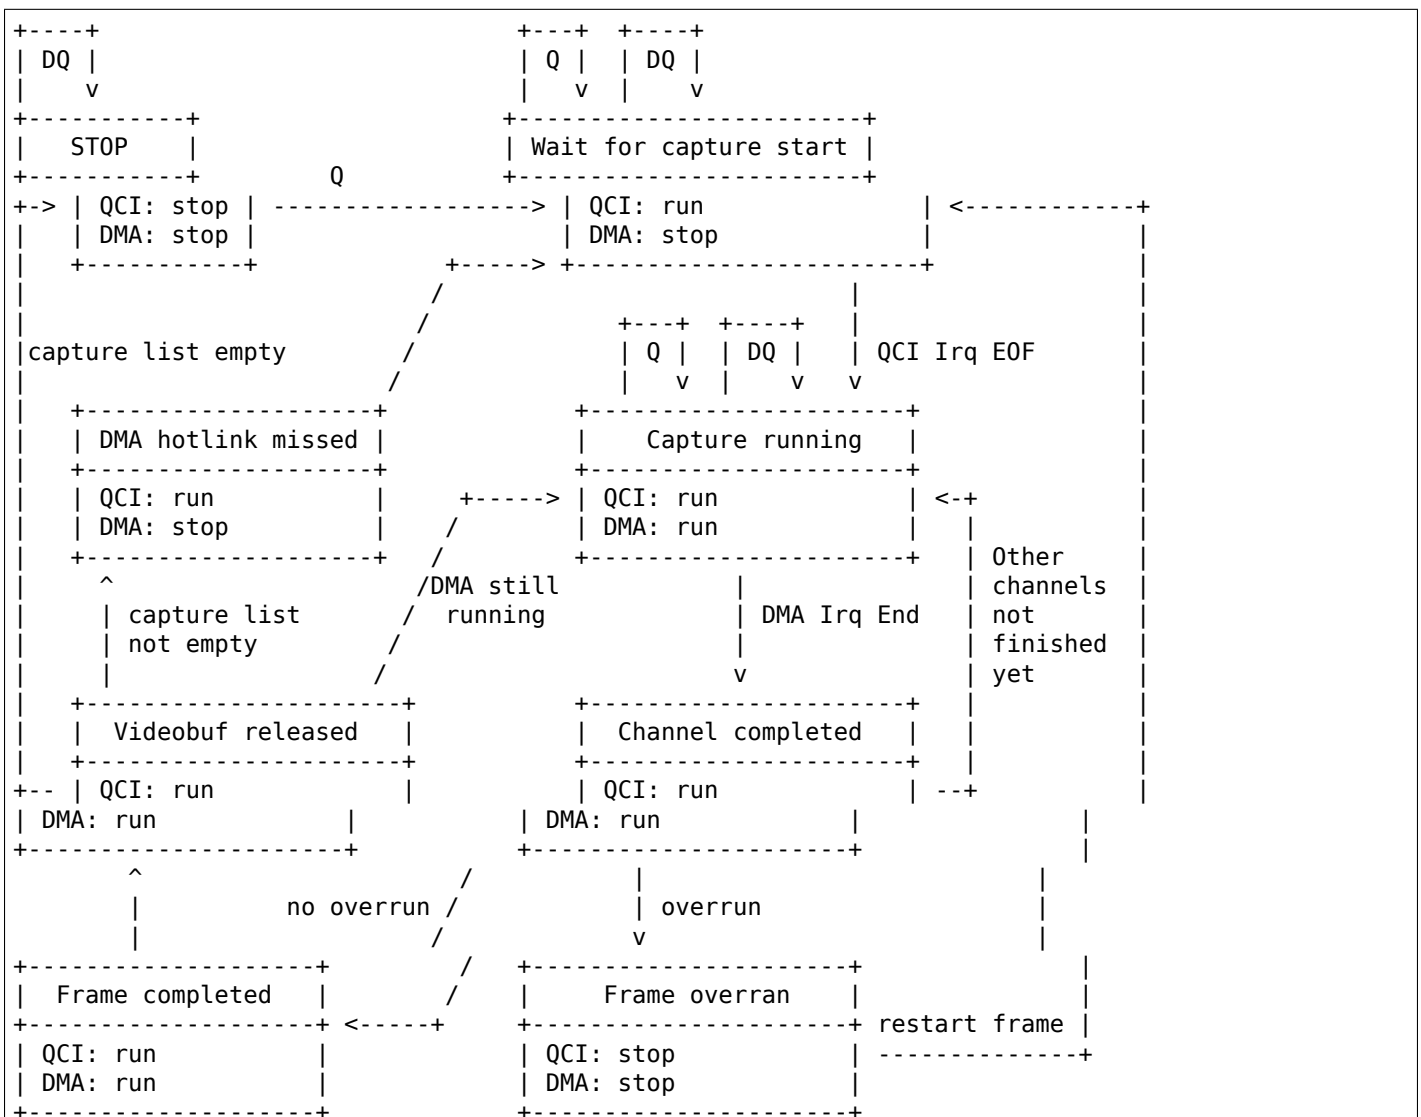 +----+                             +---+  +----+
| DQ |                             | Q |  | DQ |
|    v                             |   v  |    v
+-----------+                     +------------------------+
|   STOP    |                     | Wait for capture start |
+-----------+         Q           +------------------------+
+-> | QCI: stop | ------------------> | QCI: run               | <------------+
|   | DMA: stop |                     | DMA: stop              |              |
|   +-----------+             +-----> +------------------------+              |
|                            /                            |                   |
|                           /             +---+  +----+   |                   |
|capture list empty        /              | Q |  | DQ |   | QCI Irq EOF       |
|                         /               |   v  |    v   v                   |
|   +--------------------+             +----------------------+               |
|   | DMA hotlink missed |             |    Capture running   |               |
|   +--------------------+             +----------------------+               |
|   | QCI: run           |     +-----> | QCI: run             | <-+           |
|   | DMA: stop          |    /        | DMA: run             |   |           |
|   +--------------------+   /         +----------------------+   | Other     |
|     ^                     /DMA still            |               | channels  |
|     | capture list       /  running             | DMA Irq End   | not       |
|     | not empty         /                       |               | finished  |
|     |                  /                        v               | yet       |
|   +----------------------+           +----------------------+   |           |
|   |  Videobuf released   |           |  Channel completed   |   |           |
|   +----------------------+           +----------------------+   |           |
+-- | QCI: run             |           | QCI: run             | --+           |
| DMA: run             |           | DMA: run             |               |
+----------------------+           +----------------------+               |
        ^                      /           |                           |
        |          no overrun /            | overrun                   |
        |                    /             v                           |
+--------------------+         /   +----------------------+               |
|  Frame completed   |        /    |     Frame overran    |               |
+--------------------+ <-----+     +----------------------+ restart frame |
| QCI: run           |             | QCI: stop            | --------------+
| DMA: run           |             | DMA: stop            |
+--------------------+             +----------------------+